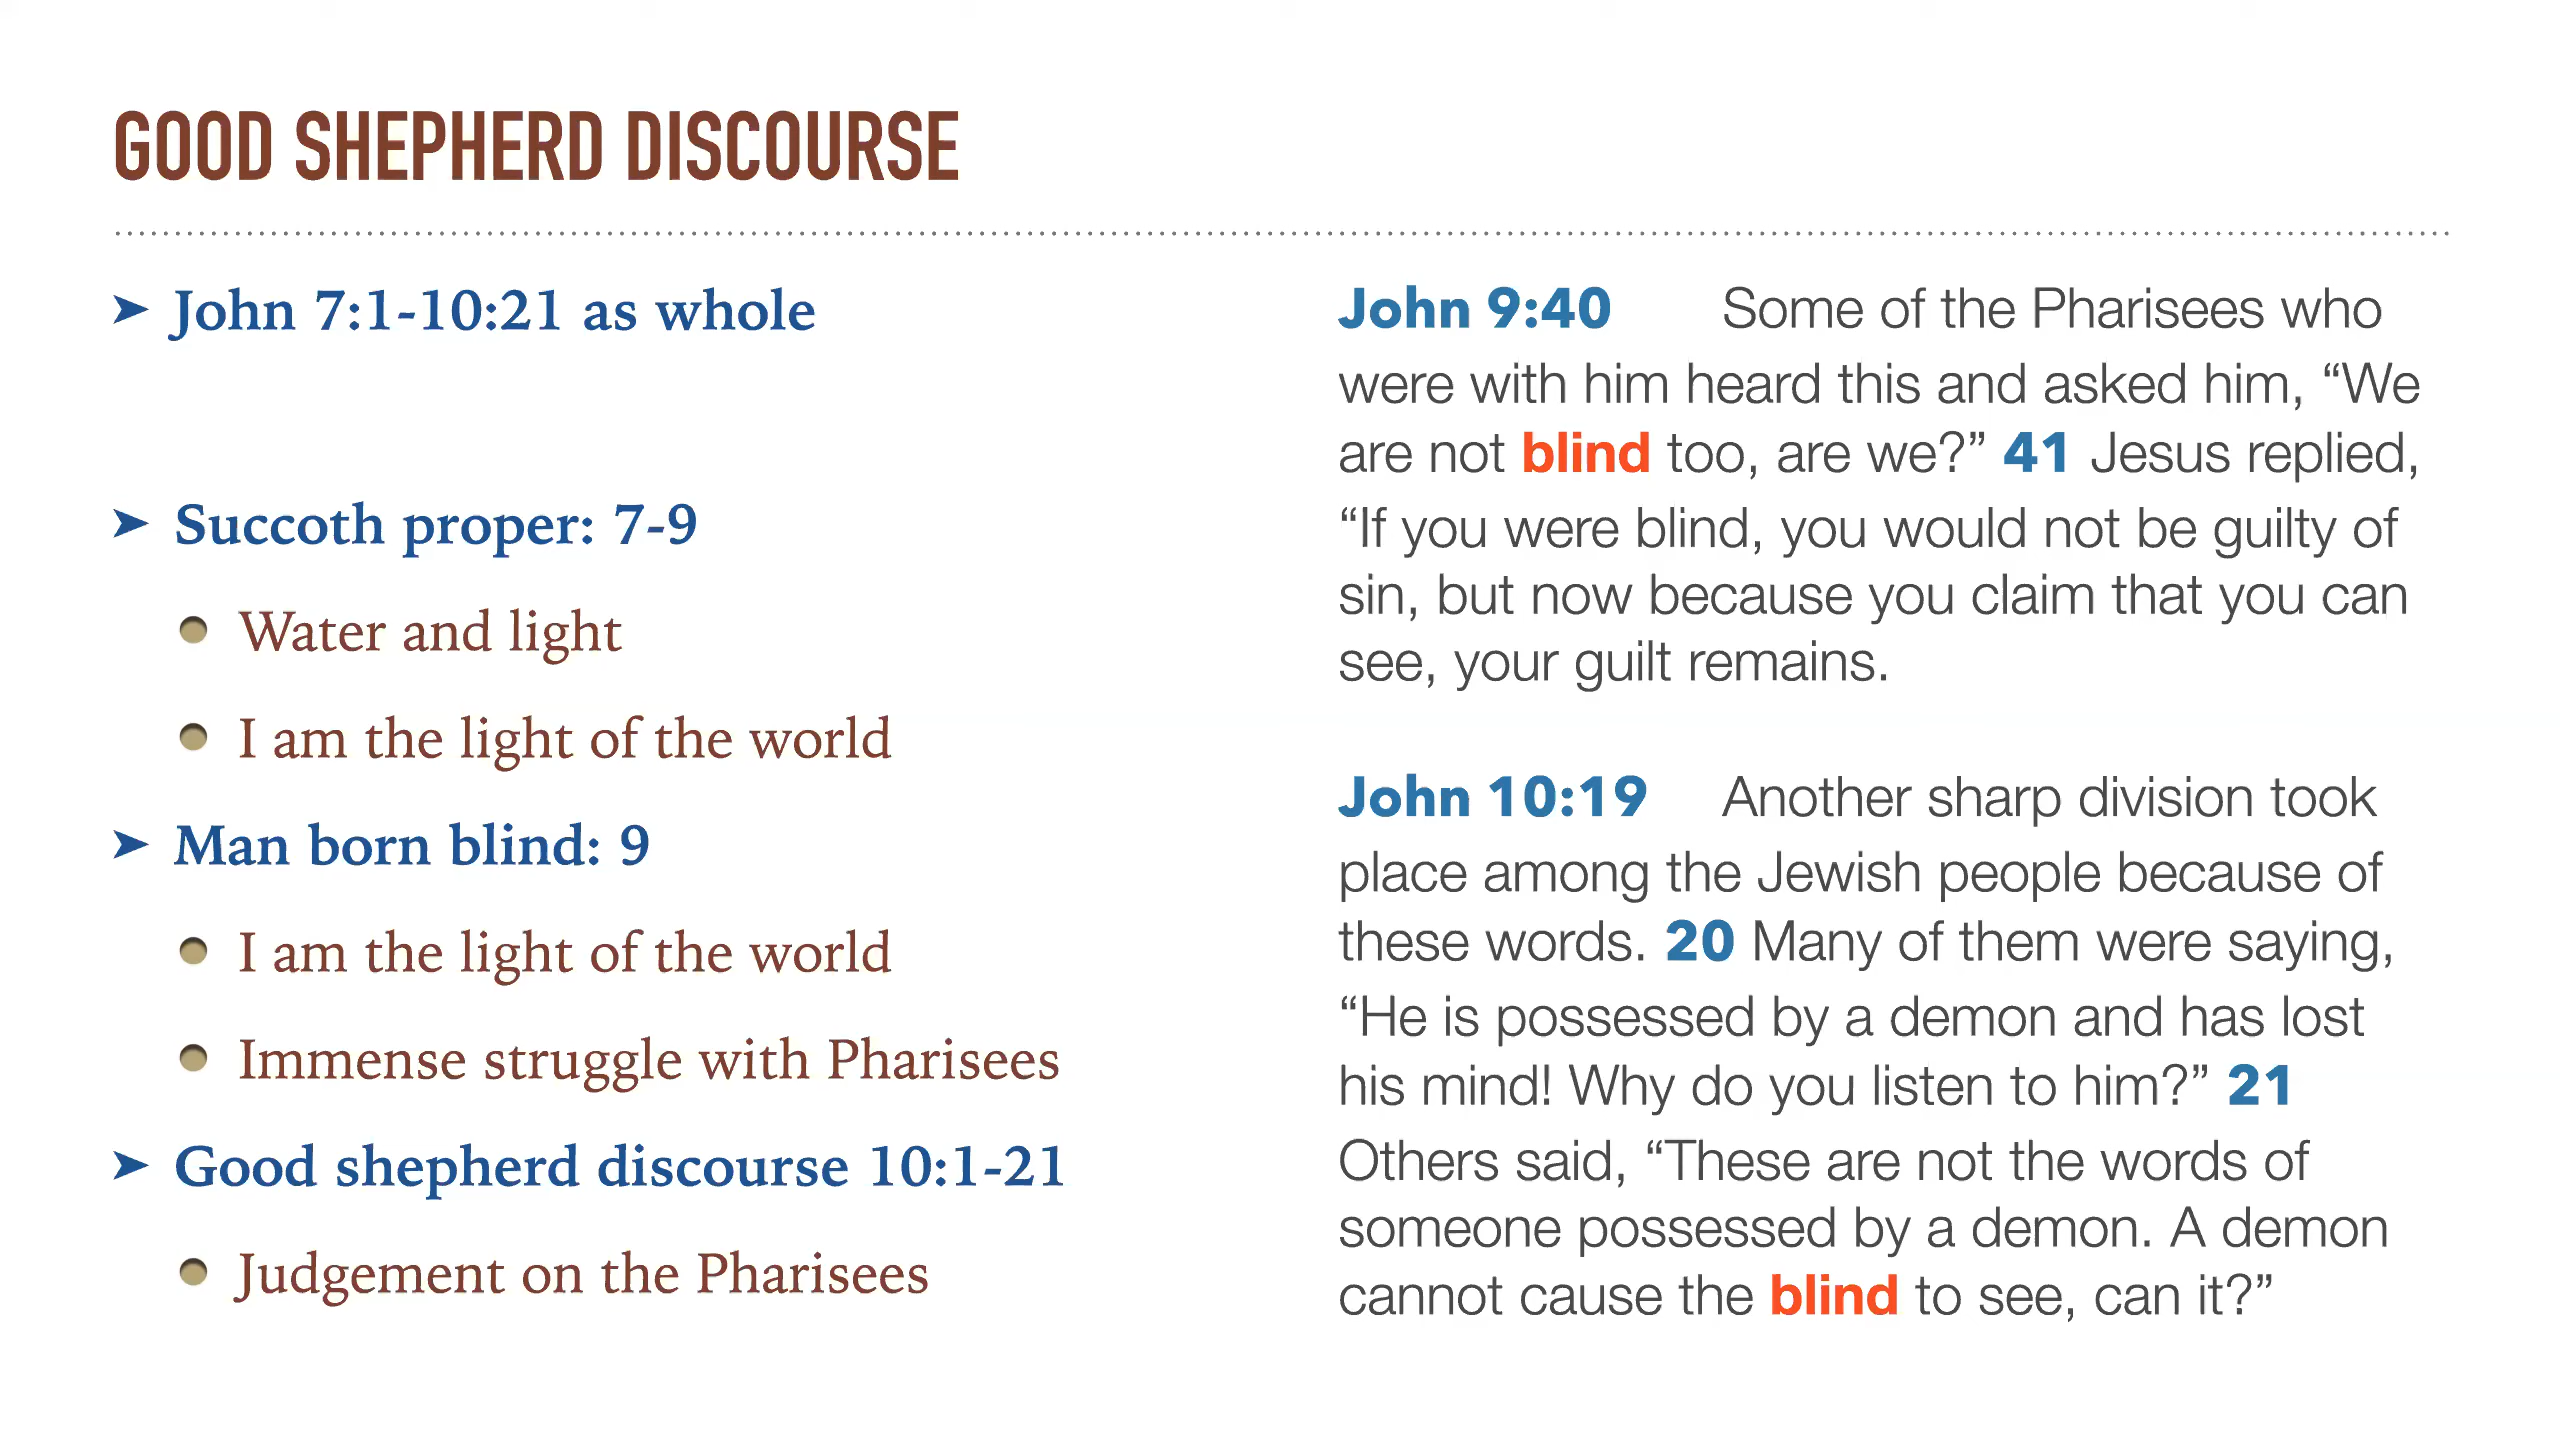 GOOD SHEPHERD DISCOURSE
➤ John 7:1-10:21 as whole
➤ Succoth proper: 7-9
● Water and light
● I am the light of the world
➤ Man born blind: 9
● I am the light of the world
● Immense struggle with Pharisees
➤ Good shepherd discourse 10:1-21
● Judgement on the Pharisees
John 9:40 Some of the Pharisees who
were with him heard this and asked him, “We
are not blind too, are we?” 41 Jesus replied,
“If you were blind, you would not be guilty of
sin, but now because you claim that you can
see, your guilt remains.
John 10:19 Another sharp division took
place among the Jewish people because of
these words. 20 Many of them were saying,
“He is possessed by a demon and has lost
his mind! Why do you listen to him?” 21
Others said, “These are not the words of
someone possessed by a demon. A demon
cannot cause the blind to see, can it?”